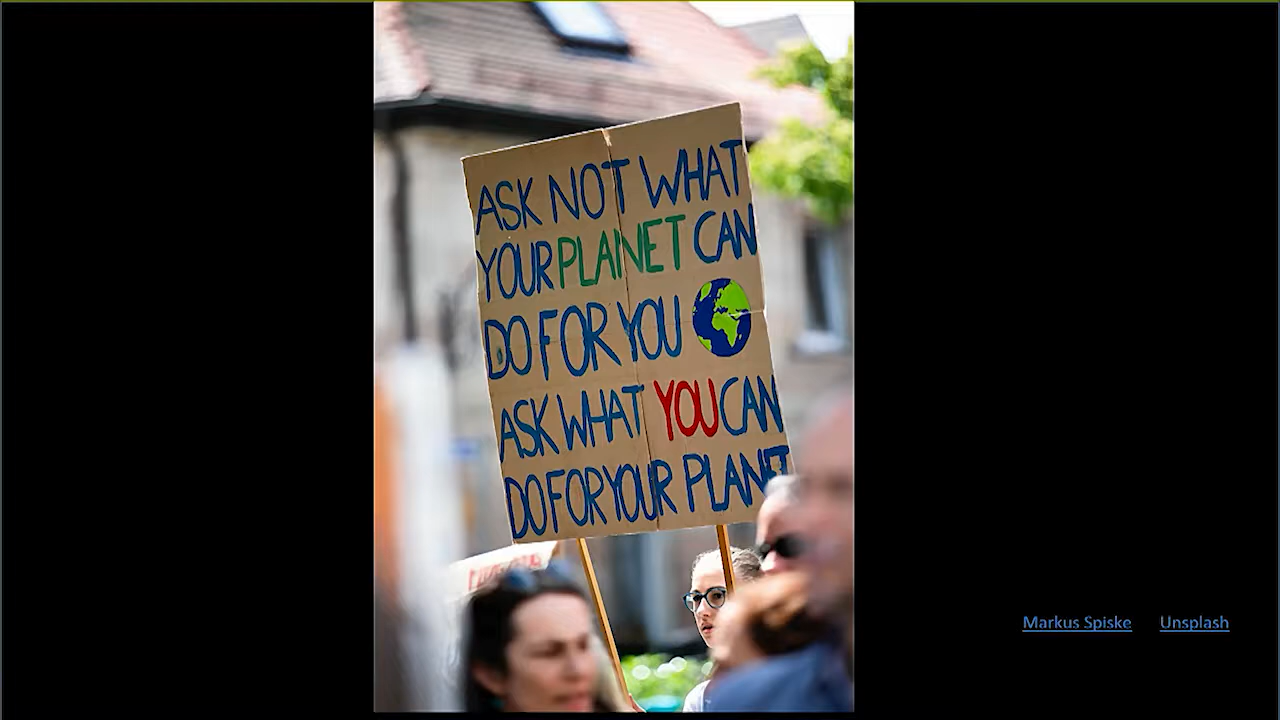 ASK NOT WHAT
YOUR PLANET CAN
DO FOR YOU
ASK WHAT YOU CAN
DO FOR YOUR PLANET
Markus Spiske Unsplash